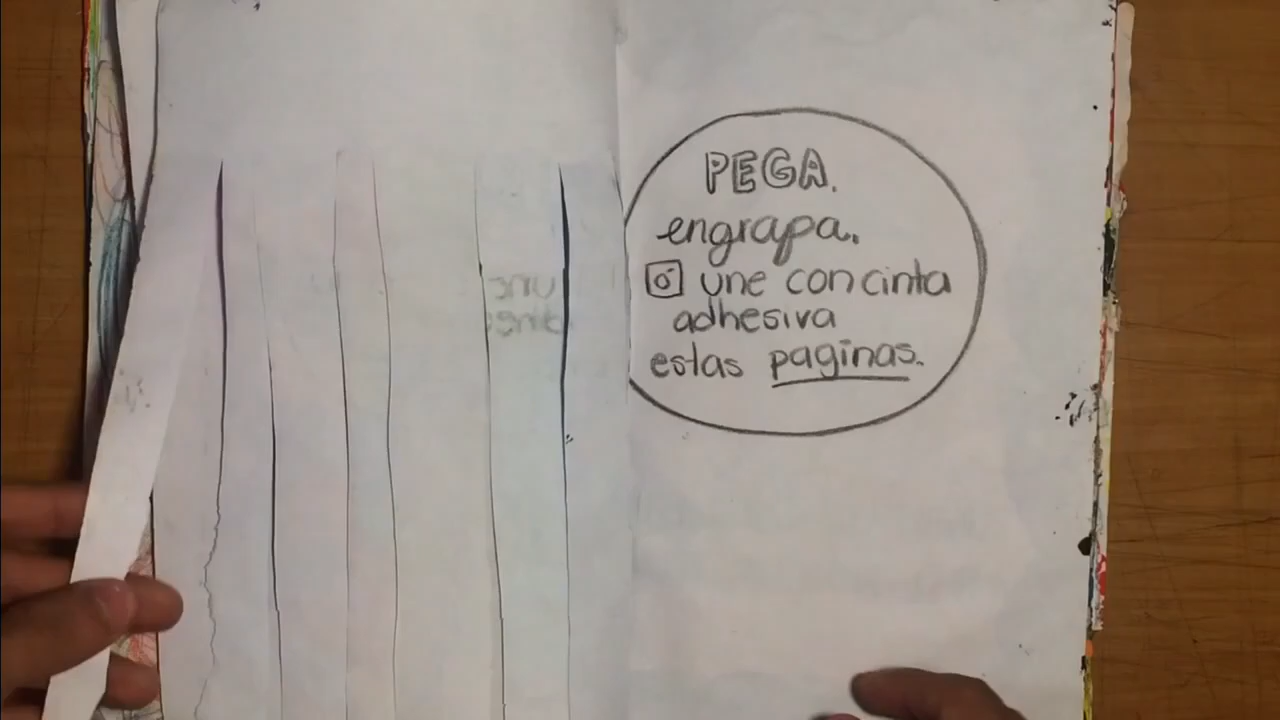 PEGA.
engrapa.
ó une con cinta
adhesiva
estas paginas.